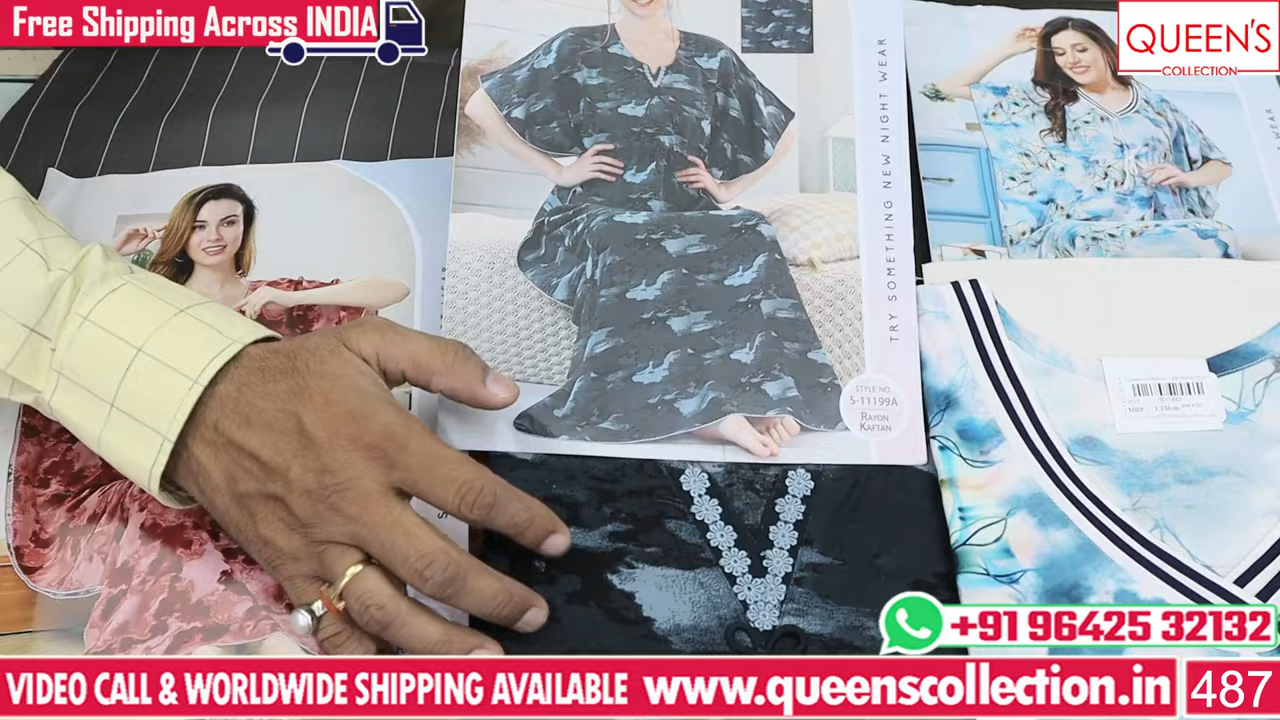 Free Shipping Across INDIA
QUEEN'S
COLLECTION
TRY SOMETHING NEW NIGHT WEAR
STYLE NO.
S-11199A
RAYON
KAFTAN
MRP
+91 96425 32132
VIDEO CALL & WORLDWIDE SHIPPING AVAILABLE
www.queenscollection.in
487